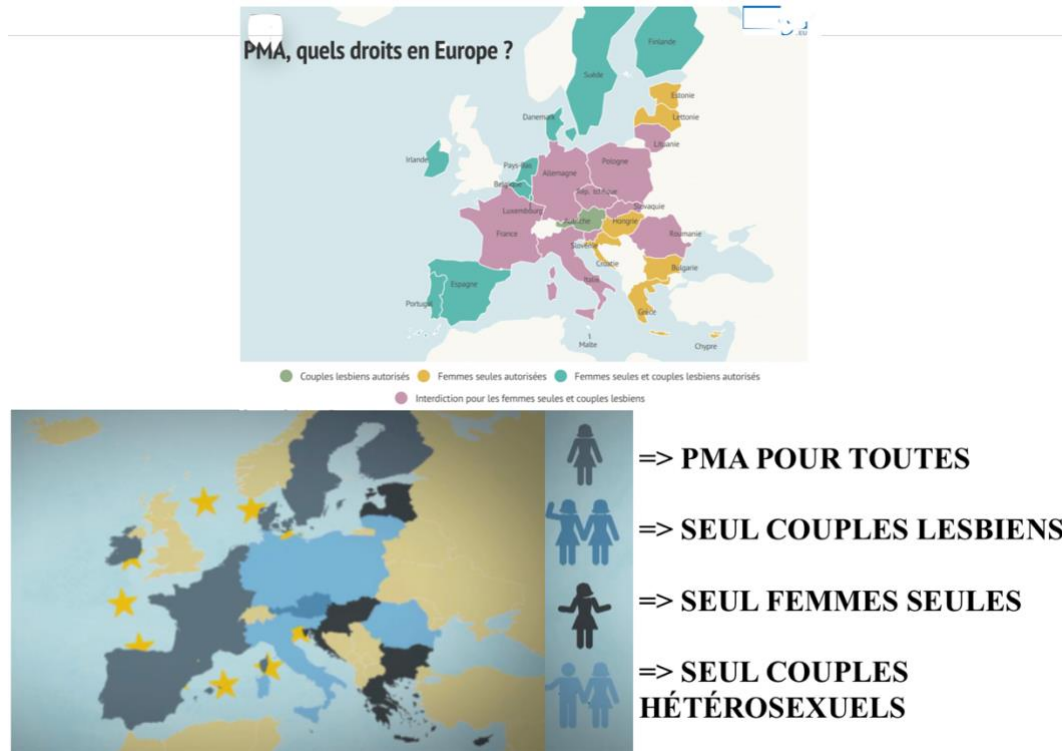 PMA, quels droits en Europe ?
.EU
Finlande
Suède
Estonie
Lettonie
Danemark
Lituanie
Irlande
Pays-Bas
Pologne
Allemagne
Belgique
Rép. tchèque
Luxembourg
Slovaquie
Autriche
Hongrie
France
Roumanie
Slovénie
Croatie
Bulgarie
Espagne
Italie
Portugal
Grèce
Malte
Chypre
Couples lesbiens autorisés Femmes seules autorisées Femmes seules et couples lesbiens autorisés
Interdiction pour les femmes seules et couples lesbiens
=> PMA POUR TOUTES
=> SEUL COUPLES LESBIENS
=> SEUL FEMMES SEULES
=> SEUL COUPLES
HÉTÉROSEXUELS